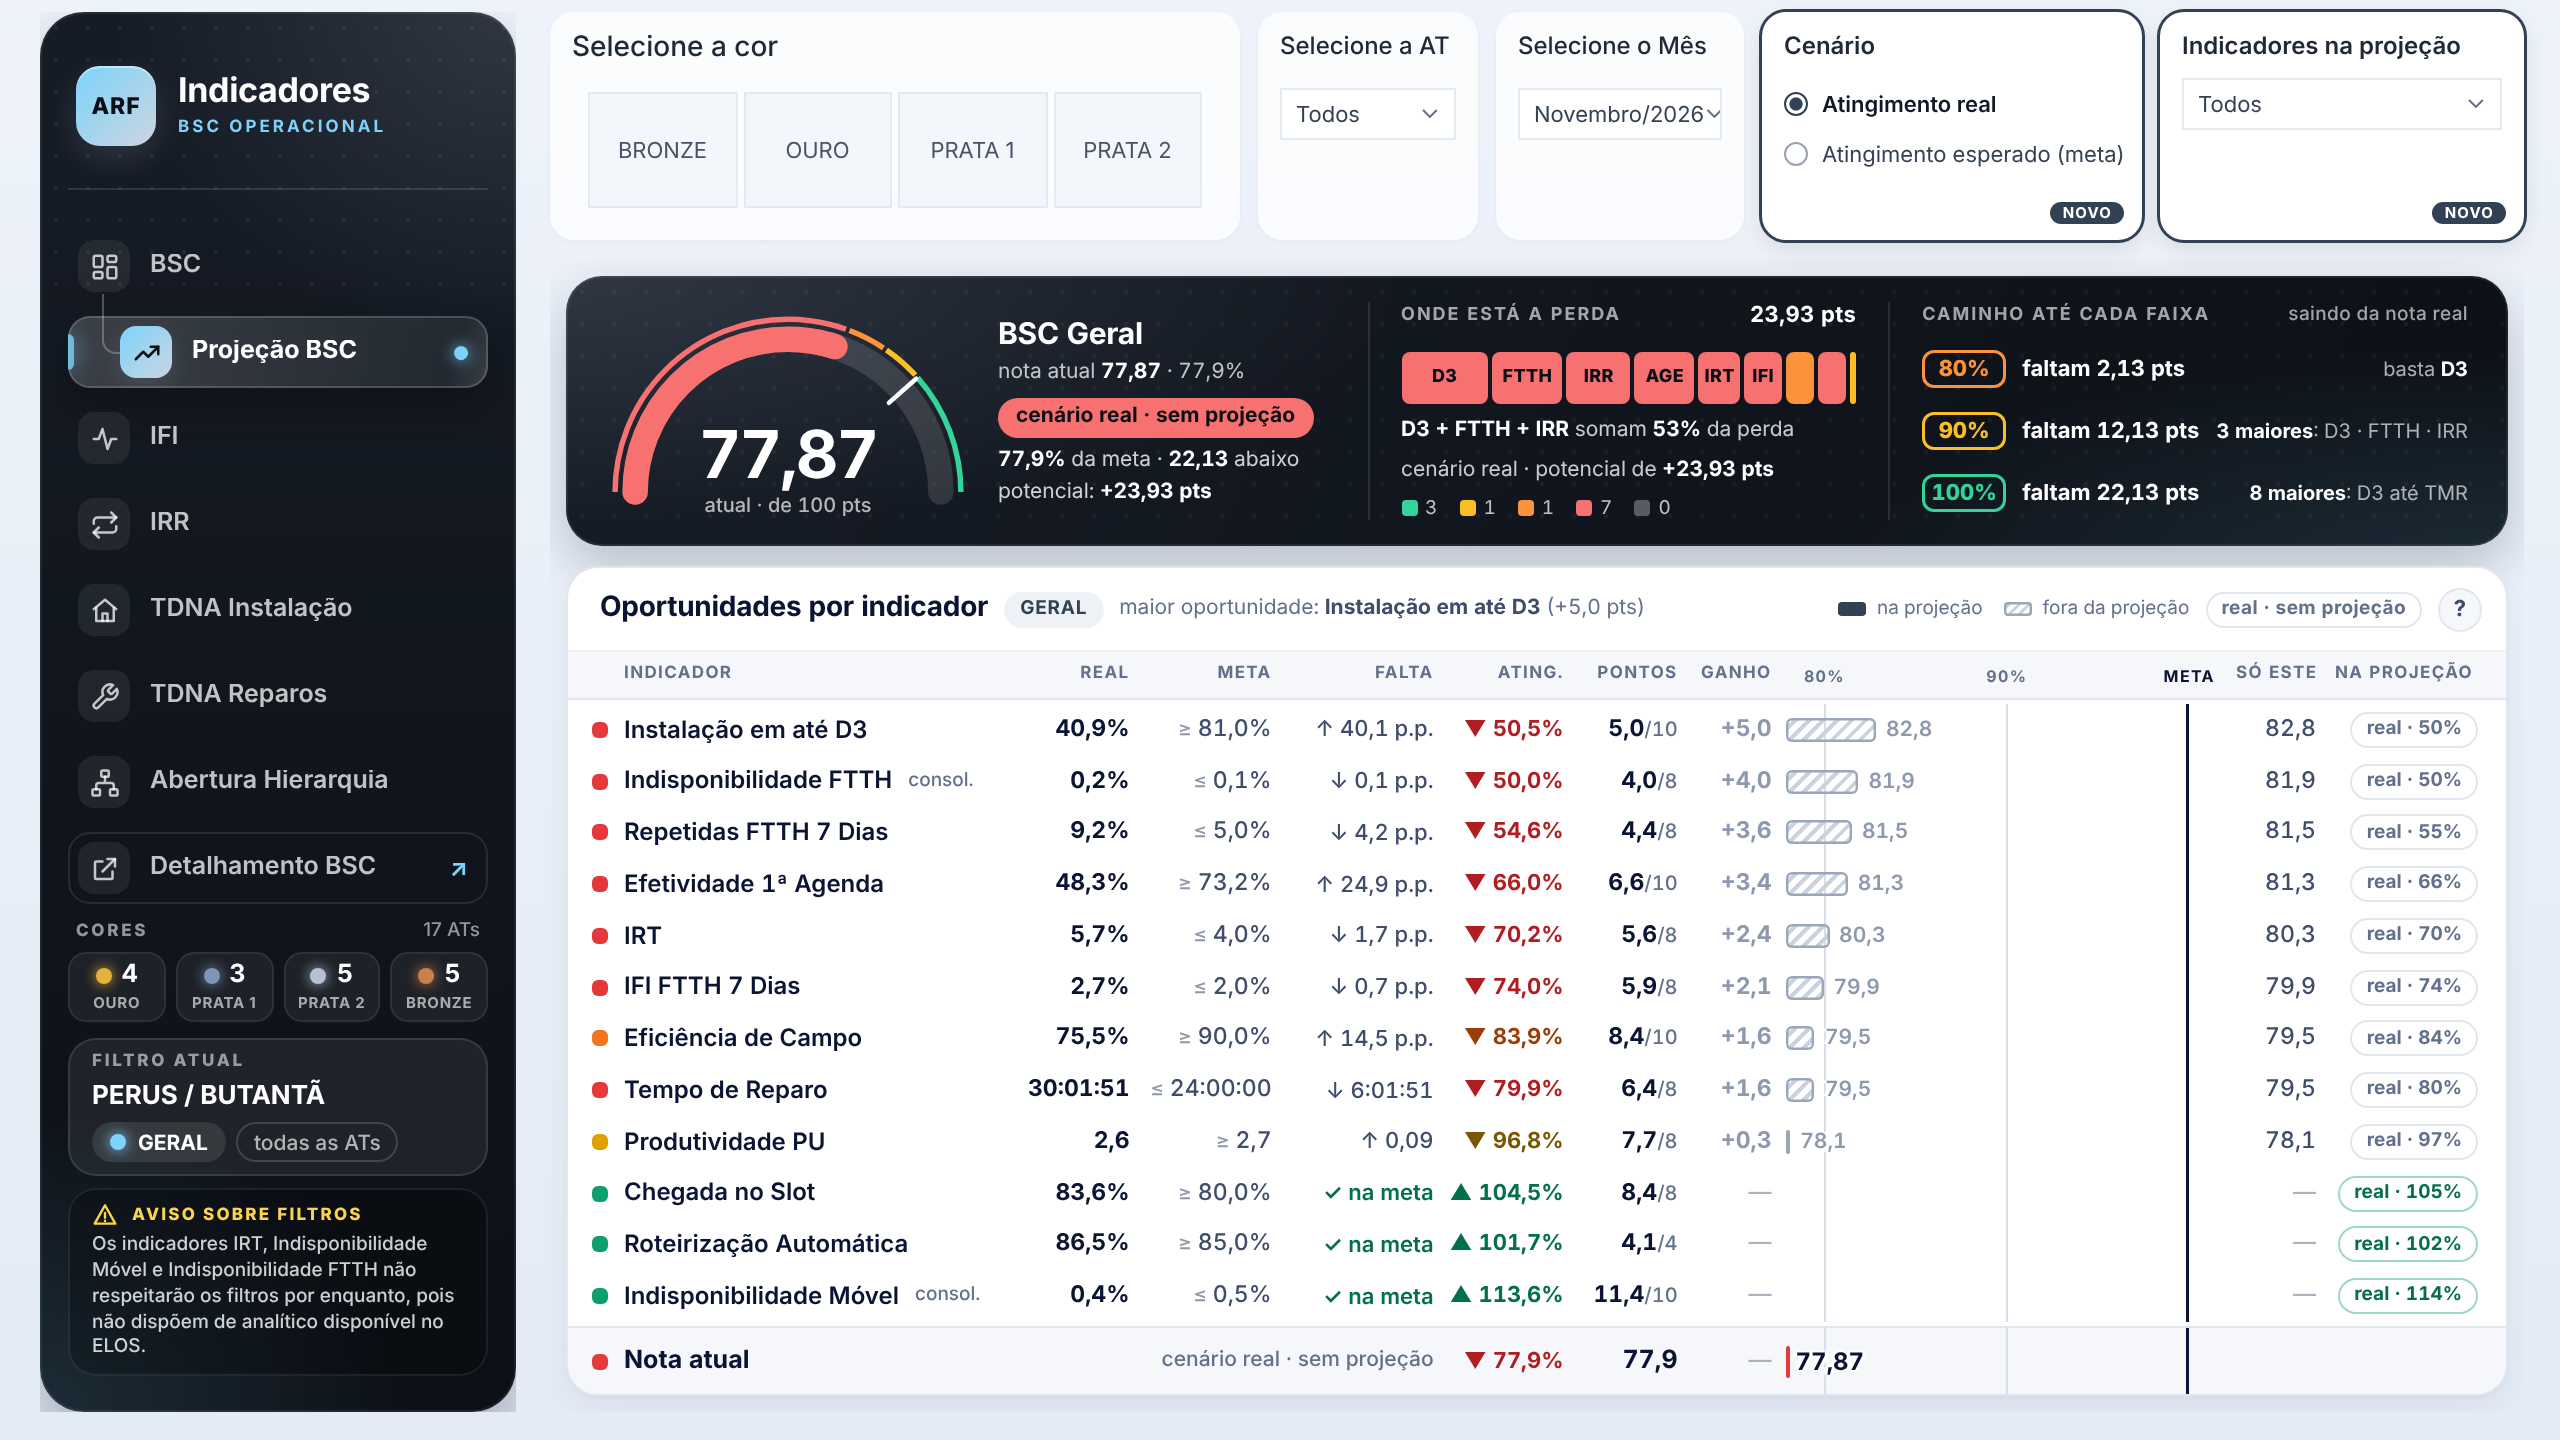 ARF
Indicadores
BSC OPERACIONAL
BSC
Projeção BSC
IFI
IRR
TDNA Instalação
TDNA Reparos
Abertura Hierarquia
Detalhamento BSC
CORES 17 ATs
4 OURO
3 PRATA 1
5 PRATA 2
5 BRONZE
FILTRO ATUAL
PERUS / BUTANTÃ
GERAL todas as ATs
AVISO SOBRE FILTROS
Os indicadores IRT, Indisponibilidade
Móvel e Indisponibilidade FTTH não
respeitarão os filtros por enquanto, pois
não dispõem de analítico disponível no
ELOS.
Selecione a cor
BRONZE OURO PRATA 1 PRATA 2
Selecione a AT
Todos
Selecione o Mês
Novembro/2026
Cenário
Atingimento real
Atingimento esperado (meta)
NOVO
Indicadores na projeção
Todos
NOVO
77,87
atual · de 100 pts
BSC Geral
nota atual 77,87 · 77,9%
cenário real · sem projeção
77,9% da meta · 22,13 abaixo
potencial: +23,93 pts
ONDE ESTÁ A PERDA 23,93 pts
D3 FTTH IRR AGE IRT IFI
D3 + FTTH + IRR somam 53% da perda
cenário real · potencial de +23,93 pts
3 1 1 7 0
CAMINHO ATÉ CADA FAIXA saindo da nota real
80% faltam 2,13 pts basta D3
90% faltam 12,13 pts 3 maiores: D3 · FTTH · IRR
100% faltam 22,13 pts 8 maiores: D3 até TMR
Oportunidades por indicador GERAL maior oportunidade: Instalação em até D3 (+5,0 pts) na projeção fora da projeção real · sem projeção ?
INDICADOR REAL META FALTA ATING. PONTOS GANHO 80% 90% META SÓ ESTE NA PROJEÇÃO
Instalação em até D3 40,9% ≥ 81,0% ↑ 40,1 p.p. ▼ 50,5% 5,0/10 +5,0 82,8 82,8 real · 50%
Indisponibilidade FTTH consol. 0,2% ≤ 0,1% ↓ 0,1 p.p. ▼ 50,0% 4,0/8 +4,0 81,9 81,9 real · 50%
Repetidas FTTH 7 Dias 9,2% ≤ 5,0% ↓ 4,2 p.p. ▼ 54,6% 4,4/8 +3,6 81,5 81,5 real · 55%
Efetividade 1ª Agenda 48,3% ≥ 73,2% ↑ 24,9 p.p. ▼ 66,0% 6,6/10 +3,4 81,3 81,3 real · 66%
IRT 5,7% ≤ 4,0% ↓ 1,7 p.p. ▼ 70,2% 5,6/8 +2,4 80,3 80,3 real · 70%
IFI FTTH 7 Dias 2,7% ≤ 2,0% ↓ 0,7 p.p. ▼ 74,0% 5,9/8 +2,1 79,9 79,9 real · 74%
Eficiência de Campo 75,5% ≥ 90,0% ↑ 14,5 p.p. ▼ 83,9% 8,4/10 +1,6 79,5 79,5 real · 84%
Tempo de Reparo 30:01:51 ≤ 24:00:00 ↓ 6:01:51 ▼ 79,9% 6,4/8 +1,6 79,5 79,5 real · 80%
Produtividade PU 2,6 ≥ 2,7 ↑ 0,09 ▼ 96,8% 7,7/8 +0,3 78,1 78,1 real · 97%
Chegada no Slot 83,6% ≥ 80,0% ✓ na meta ▲ 104,5% 8,4/8 — — real · 105%
Roteirização Automática 86,5% ≥ 85,0% ✓ na meta ▲ 101,7% 4,1/4 — — real · 102%
Indisponibilidade Móvel consol. 0,4% ≤ 0,5% ✓ na meta ▲ 113,6% 11,4/10 — — real · 114%
Nota atual cenário real · sem projeção ▼ 77,9% 77,9 — 77,87